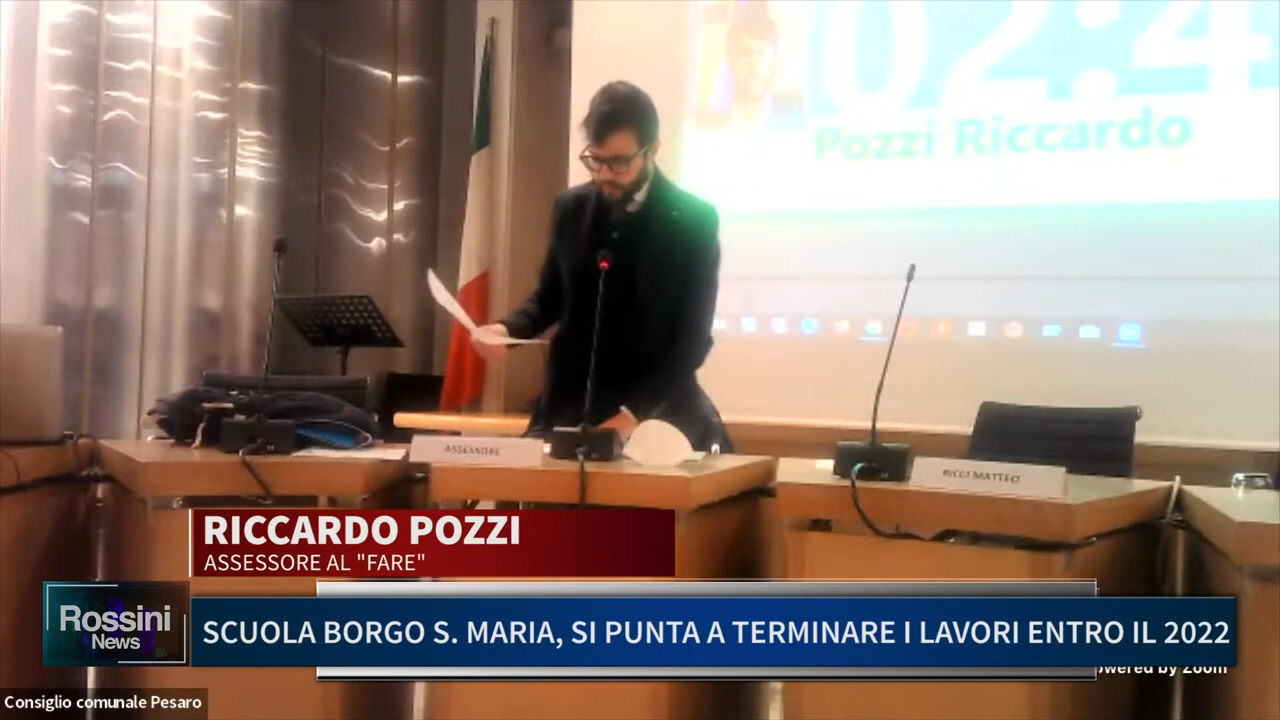 02:4
Pozzi Riccardo
ASSESSORE
RICCI MATTEO
RICCARDO POZZI
ASSESSORE AL "FARE"
Rossini
News
SCUOLA BORGO S. MARIA, SI PUNTA A TERMINARE I LAVORI ENTRO IL 2022
by Zoom
Consiglio comunale Pesaro